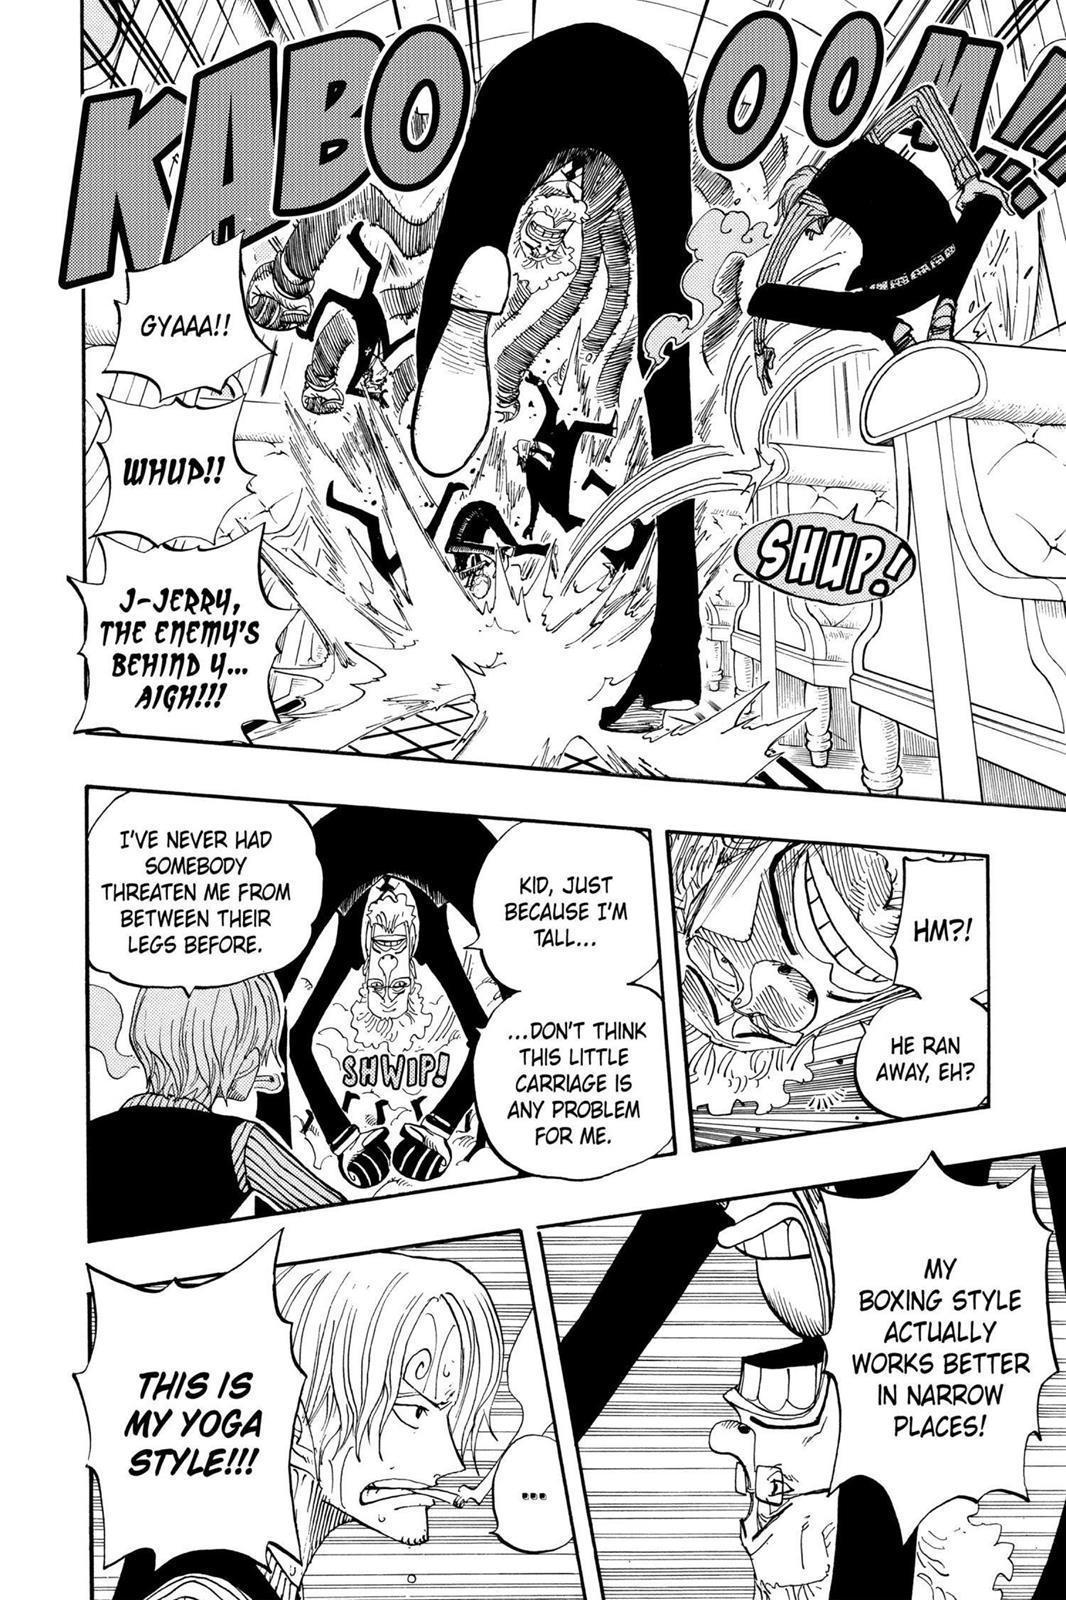 KABOOOM!!!
GYAAA!!
WHUP!!
J-JERRY,
THE ENEMY'S
BEHIND Y...
AIGH!!!
SHUP!
HM?!
HE RAN
AWAY, EH?
KID, JUST
BECAUSE I'M
TALL...
...DON'T THINK
THIS LITTLE
CARRIAGE IS
ANY PROBLEM
FOR ME.
SHWIP!
I'VE NEVER HAD
SOMEBODY
THREATEN ME FROM
BETWEEN THEIR
LEGS BEFORE.
MY
BOXING STYLE
ACTUALLY
WORKS BETTER
IN NARROW
PLACES!
...
THIS IS
MY YOGA
STYLE!!!